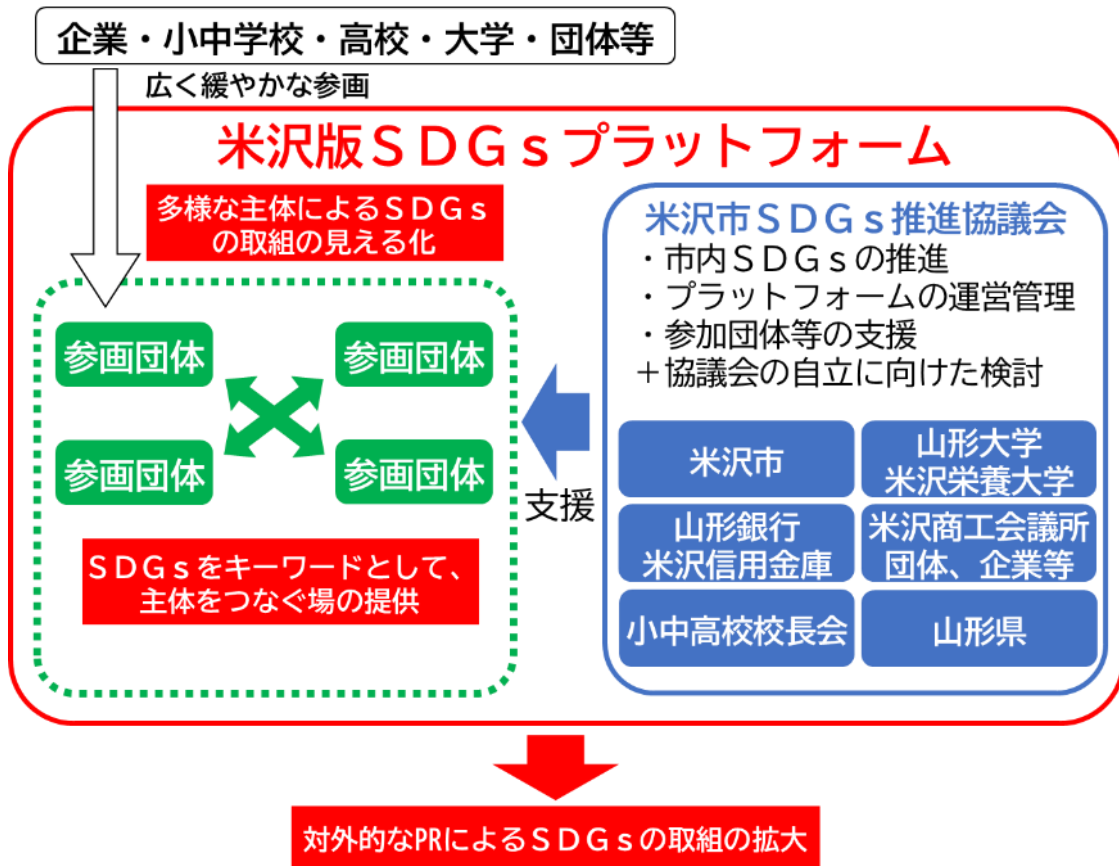 企業・小中学校・高校・大学・団体等
広く緩やかな参画
米沢版ＳＤＧｓプラットフォーム
多様な主体によるＳＤＧｓ
の取組の見える化
参画団体
参画団体
参画団体
参画団体
ＳＤＧｓをキーワードとして、
主体をつなぐ場の提供
支援
米沢市ＳＤＧｓ推進協議会
・市内ＳＤＧｓの推進
・プラットフォームの運営管理
・参加団体等の支援
＋協議会の自立に向けた検討
米沢市
山形大学
米沢栄養大学
山形銀行
米沢信用金庫
米沢商工会議所
団体、企業等
小中高校校長会
山形県
対外的なPRによるＳＤＧｓの取組の拡大